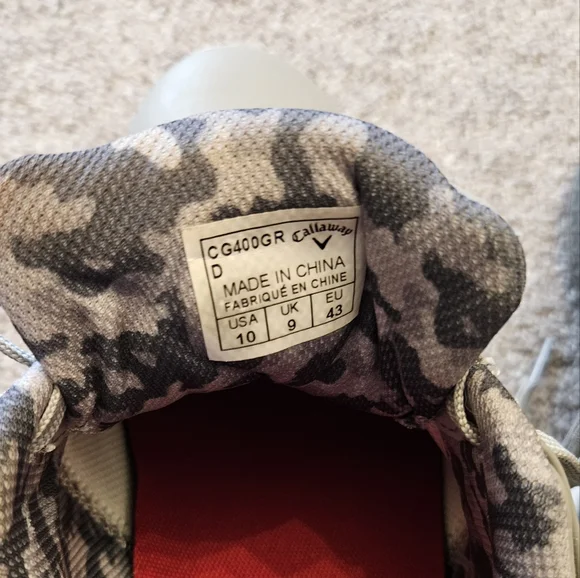 CG400GR Callaway
D
MADE IN CHINA
FABRIQUÉ EN CHINE
USA UK EU
10 9 43